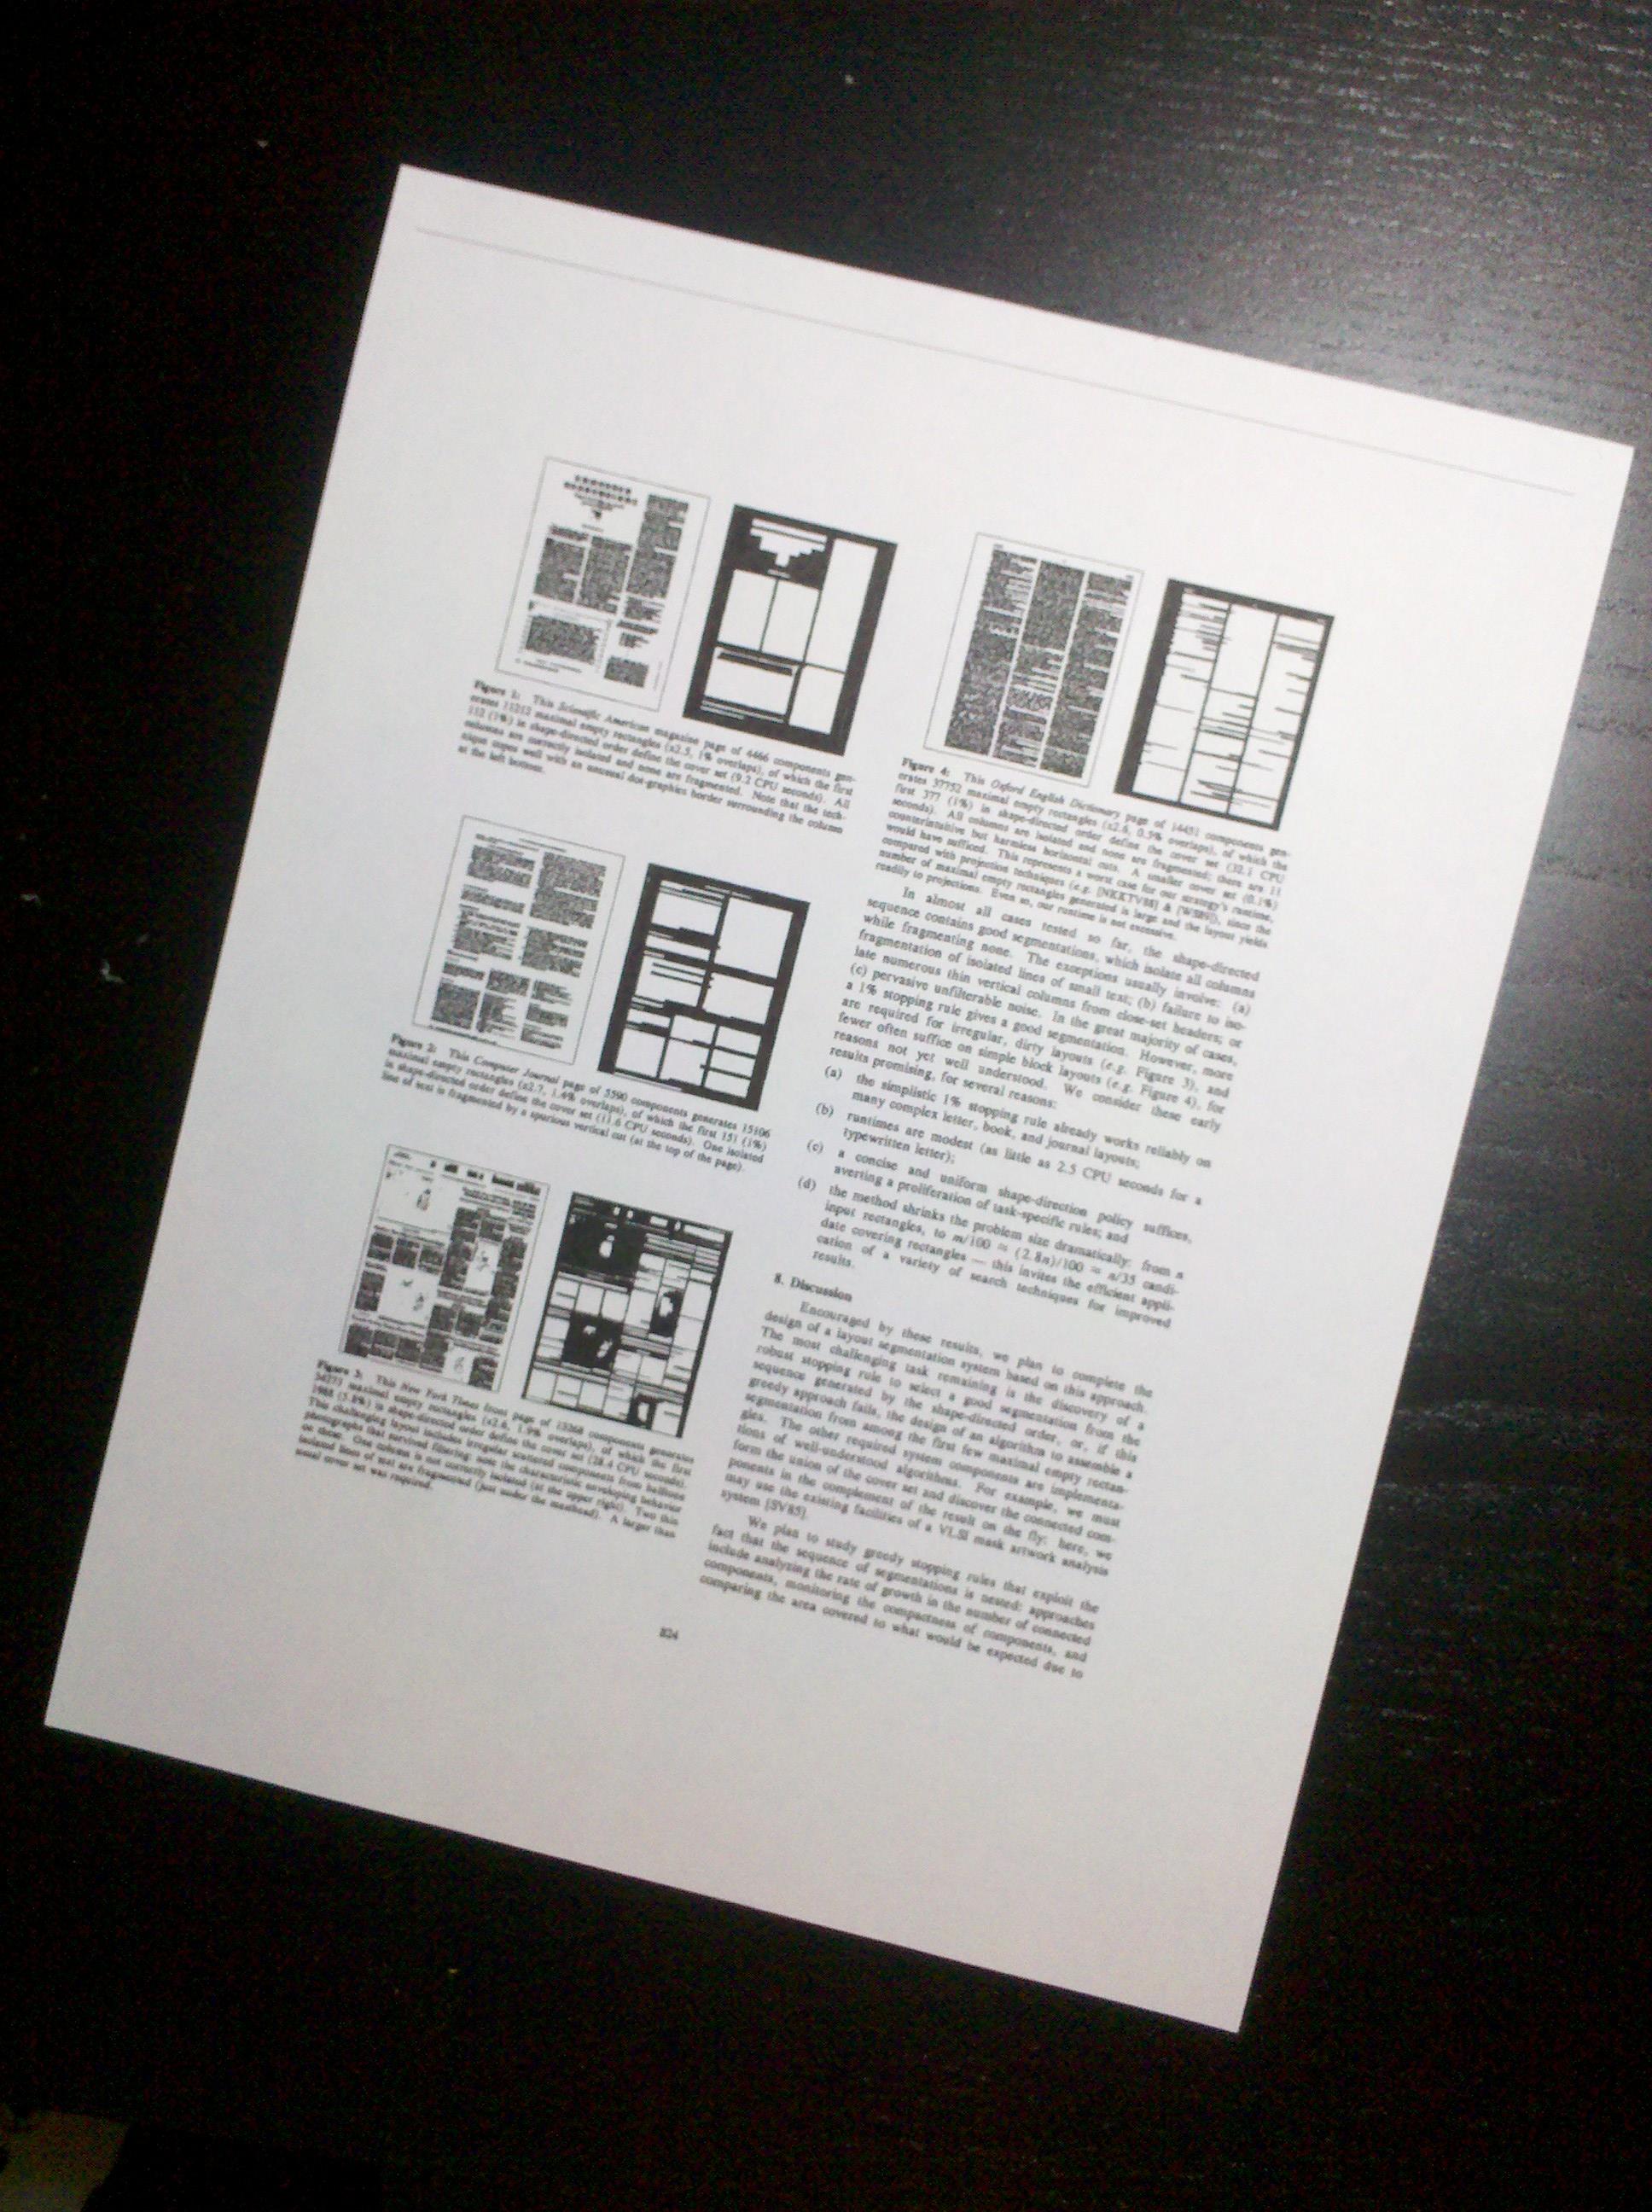 Figure 1: This Scientific American magazine page of 4466 components gen-
erates 11212 maximal empty rectangles (x2.5, 1% overlaps), of which the first
112 (1%) in shape-directed order define the cover set (9.2 CPU seconds). All
columns are correctly isolated and none are fragmented. Note that the tech-
nique copes well with an unusual dot-graphics border surrounding the column
at the left bottom.
Figure 2: This Computer Journal page of 5590 components generates 15106
maximal empty rectangles (x2.7, 1.4% overlaps), of which the first 151 (1%)
in shape-directed order define the cover set (11.6 CPU seconds). One isolated
line of text is fragmented by a spurious vertical cut (at the top of the page).
Figure 3: This New York Times front page of 13268 components generates
34273 maximal empty rectangles (x2.6, 1.9% overlaps), of which the first
1988 (5.8%) in shape-directed order define the cover set (28.4 CPU seconds).
This challenging layout includes irregular scattered components from halftone
photographs that survived filtering: note the characteristic enveloping behavior
on these. One column is not correctly isolated (at the upper right). Two thin
isolated lines of text are fragmented (just under the masthead). A larger than
usual cover set was required.
Figure 4: This Oxford English Dictionary page of 14451 components gen-
erates 37752 maximal empty rectangles (x2.6, 0.5% overlaps), of which the
first 377 (1%) in shape-directed order define the cover set (32.1 CPU
seconds). All columns are isolated and none are fragmented; there are 11
counterintuitive but harmless horizontal cuts. A smaller cover set (0.1%)
would have sufficed. This represents a worst case for our strategy's runtime,
compared with projection techniques (e.g. [NKKTV88] & [WS89]), since the
number of maximal empty rectangles generated is large and the layout yields
readily to projections. Even so, our runtime is not excessive.
In almost all cases tested so far, the shape-directed
sequence contains good segmentations, which isolate all columns
while fragmenting none. The exceptions usually involve: (a)
fragmentation of isolated lines of small text; (b) failure to iso-
late numerous thin vertical columns from close-set headers; or
(c) pervasive unfilterable noise. In the great majority of cases,
a 1% stopping rule gives a good segmentation. However, more
are required for irregular, dirty layouts (e.g. Figure 3), and
fewer often suffice on simple block layouts (e.g. Figure 4), for
reasons not yet well understood. We consider these early
results promising, for several reasons:
(a) the simplistic 1% stopping rule already works reliably on
many complex letter, book, and journal layouts;
(b) runtimes are modest (as little as 2.5 CPU seconds for a
typewritten letter);
(c) a concise and uniform shape-direction policy suffices,
averting a proliferation of task-specific rules; and
(d) the method shrinks the problem size dramatically: from n
input rectangles, to m/100 ≈ (2.8n)/100 ≈ n/35 candi-
date covering rectangles — this invites the efficient appli-
cation of a variety of search techniques for improved
results.
8. Discussion
Encouraged by these results, we plan to complete the
design of a layout segmentation system based on this approach.
The most challenging task remaining is the discovery of a
robust stopping rule to select a good segmentation from the
sequence generated by the shape-directed order, or, if this
greedy approach fails, the design of an algorithm to assemble a
segmentation from among the first few maximal empty rectan-
gles. The other required system components are implementa-
tions of well-understood algorithms. For example, we must
form the union of the cover set and discover the connected com-
ponents in the complement of the result on the fly: here, we
may use the existing facilities of a VLSI mask artwork analysis
system [SV85].
We plan to study greedy stopping rules that exploit the
fact that the sequence of segmentations is nested: approaches
include analyzing the rate of growth in the number of connected
components, monitoring the compactness of components, and
comparing the area covered to what would be expected due to
824